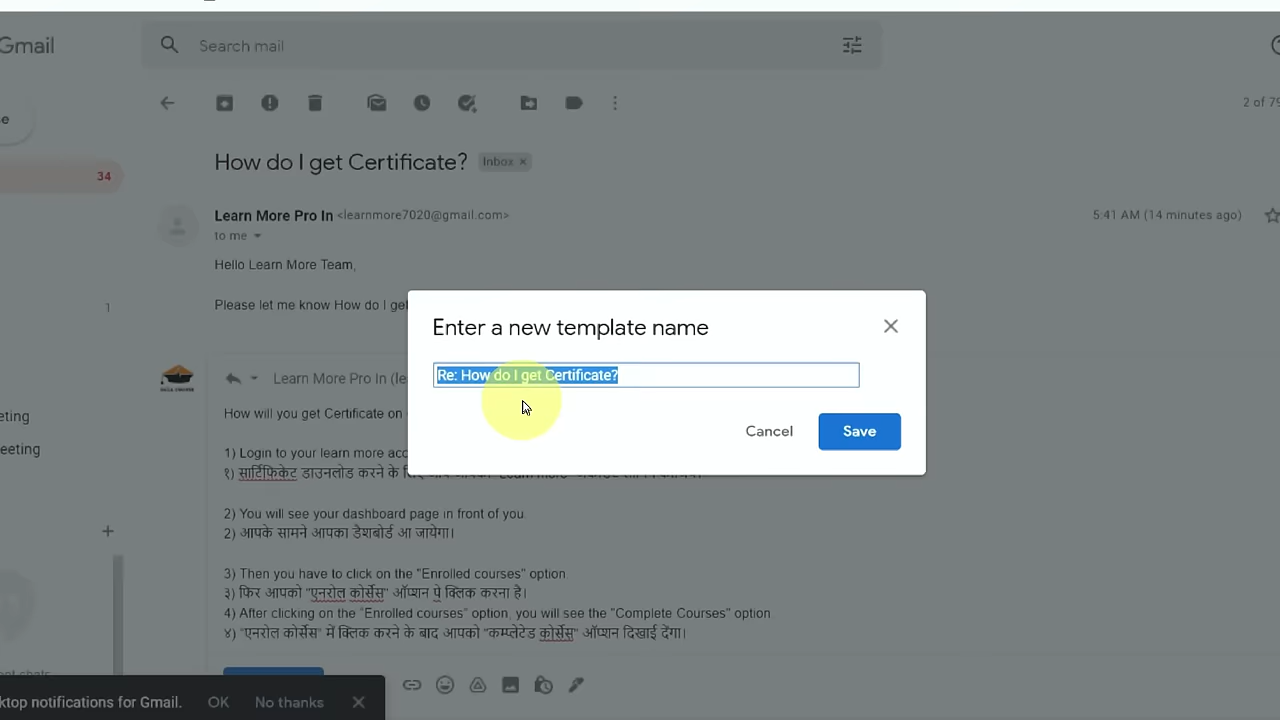 Gmail
Search mail
2 of 79
34
How do I get Certificate?
Inbox ×
Learn More Pro In <learnmore7020@gmail.com>
5:41 AM (14 minutes ago)
to me
Hello Learn More Team,
1
Please let me know How do I get
Enter a new template name
Re: How do I get Certificate?
Cancel
Save
Learn More Pro In (le
How will you get Certificate on
eting
1) Login to your learn more acc
eeting
१) सार्टिफिकेट डाउनलोड करने के
2) You will see your dashboard page in front of you.
2) आपके सामने आपका डैशबोर्ड आ जायेगा।
3) Then you have to click on the "Enrolled courses" option
३) फिर आपको "एनरोल कोर्सेस" ऑप्शन पे क्लिक करना है।
4) After clicking on the "Enrolled courses" option, you will see the "Complete Courses" option
४) "एनरोल कोर्सेस" में क्लिक करने के बाद आपको "कम्प्लेटेड कोर्सेस" ऑप्शन दिखाई देंगा।
ktop notifications for Gmail.
OK
No thanks